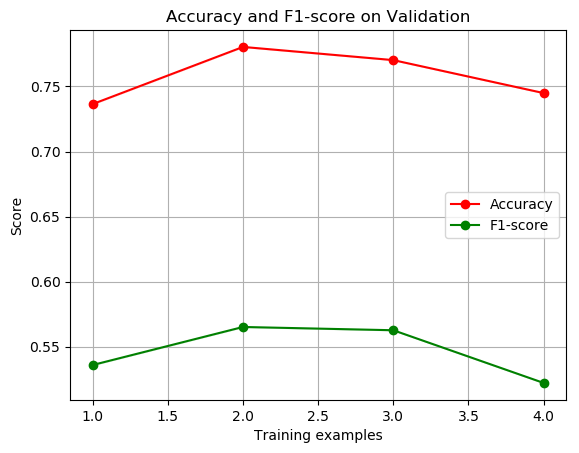 Accuracy and F1-score on Validation
Score
0.75
0.70
0.65
0.60
0.55
Accuracy
F1-score
1.0 1.5 2.0 2.5 3.0 3.5 4.0
Training examples